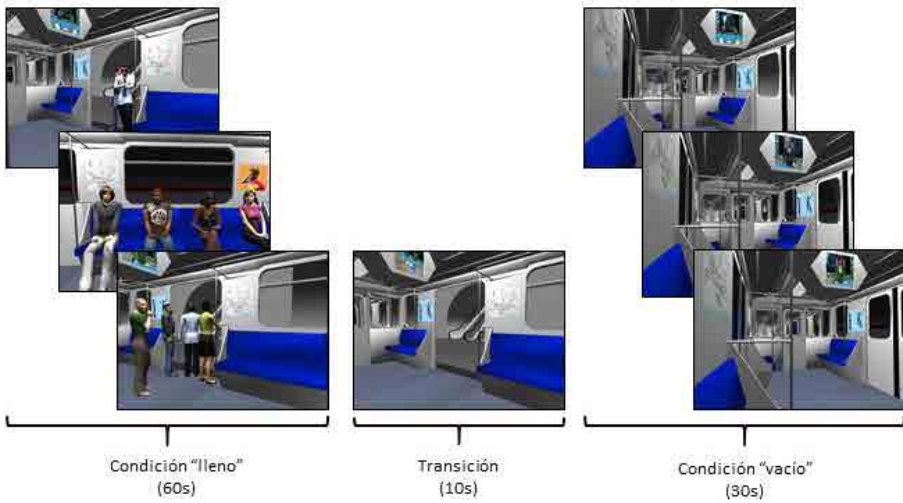 Condición "lleno"
(60s)
Transición
(10s)
Condición "vacío"
(30s)